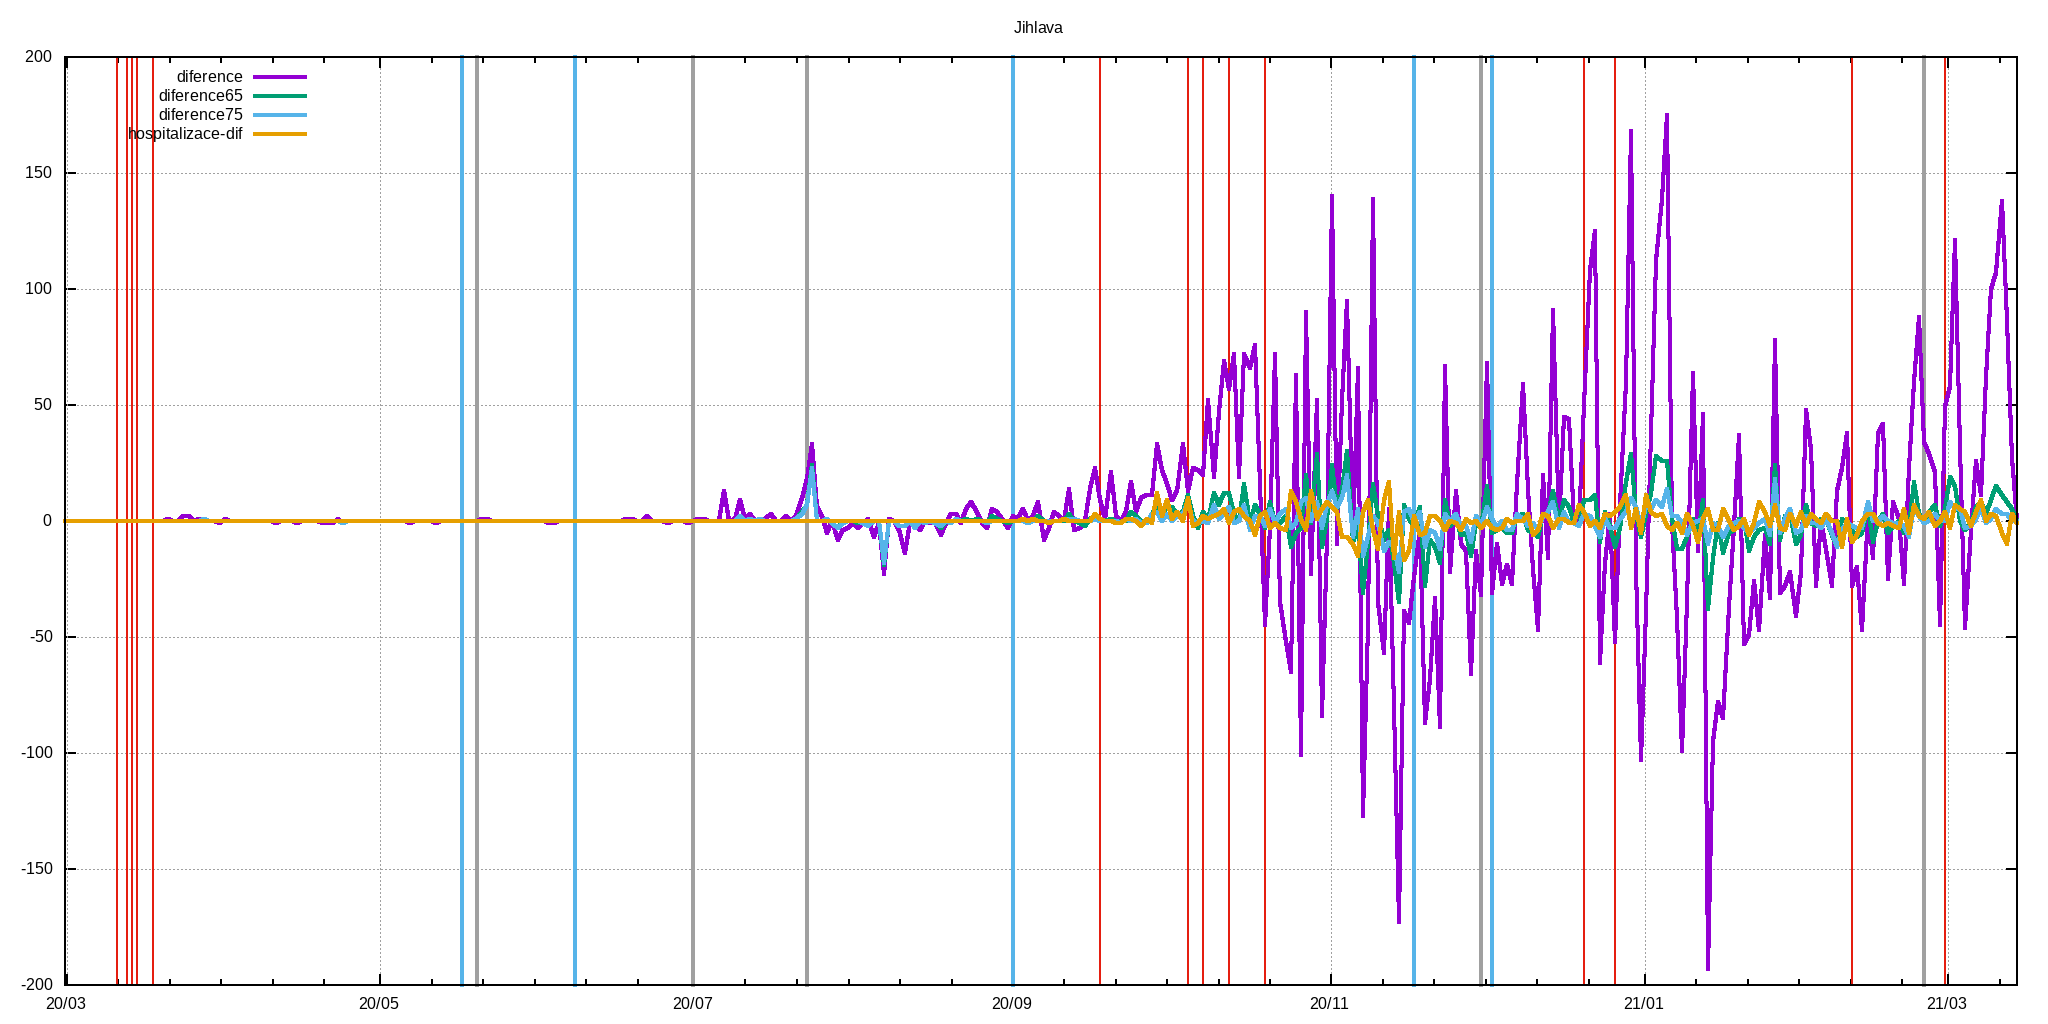 Jihlava
diference
diference65
diference75
hospitalizace-dif
200
150
100
50
0
-50
-100
-150
-200
20/03 20/05 20/07 20/09 20/11 21/01 21/03